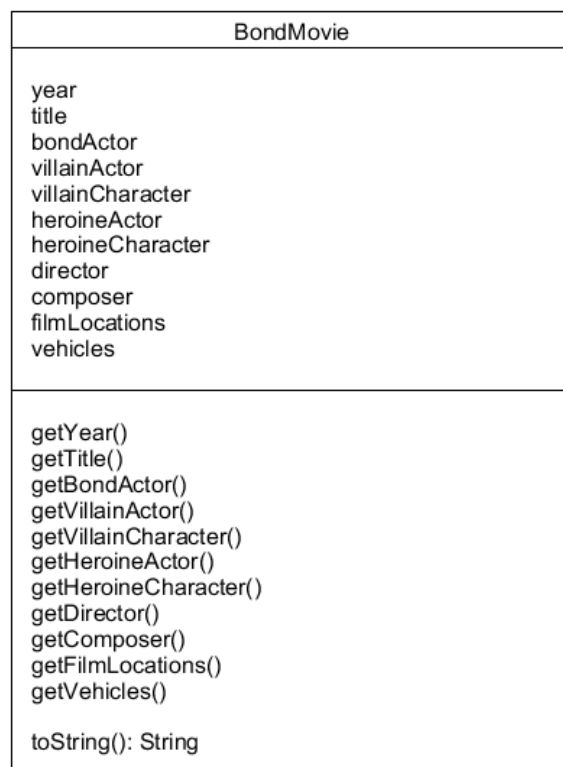 BondMovie
year
title
bondActor
villainActor
villainCharacter
heroineActor
heroineCharacter
director
composer
filmLocations
vehicles
getYear()
getTitle()
getBondActor()
getVillainActor()
getVillainCharacter()
getHeroineActor()
getHeroineCharacter()
getDirector()
getComposer()
getFilmLocations()
getVehicles()
toString(): String